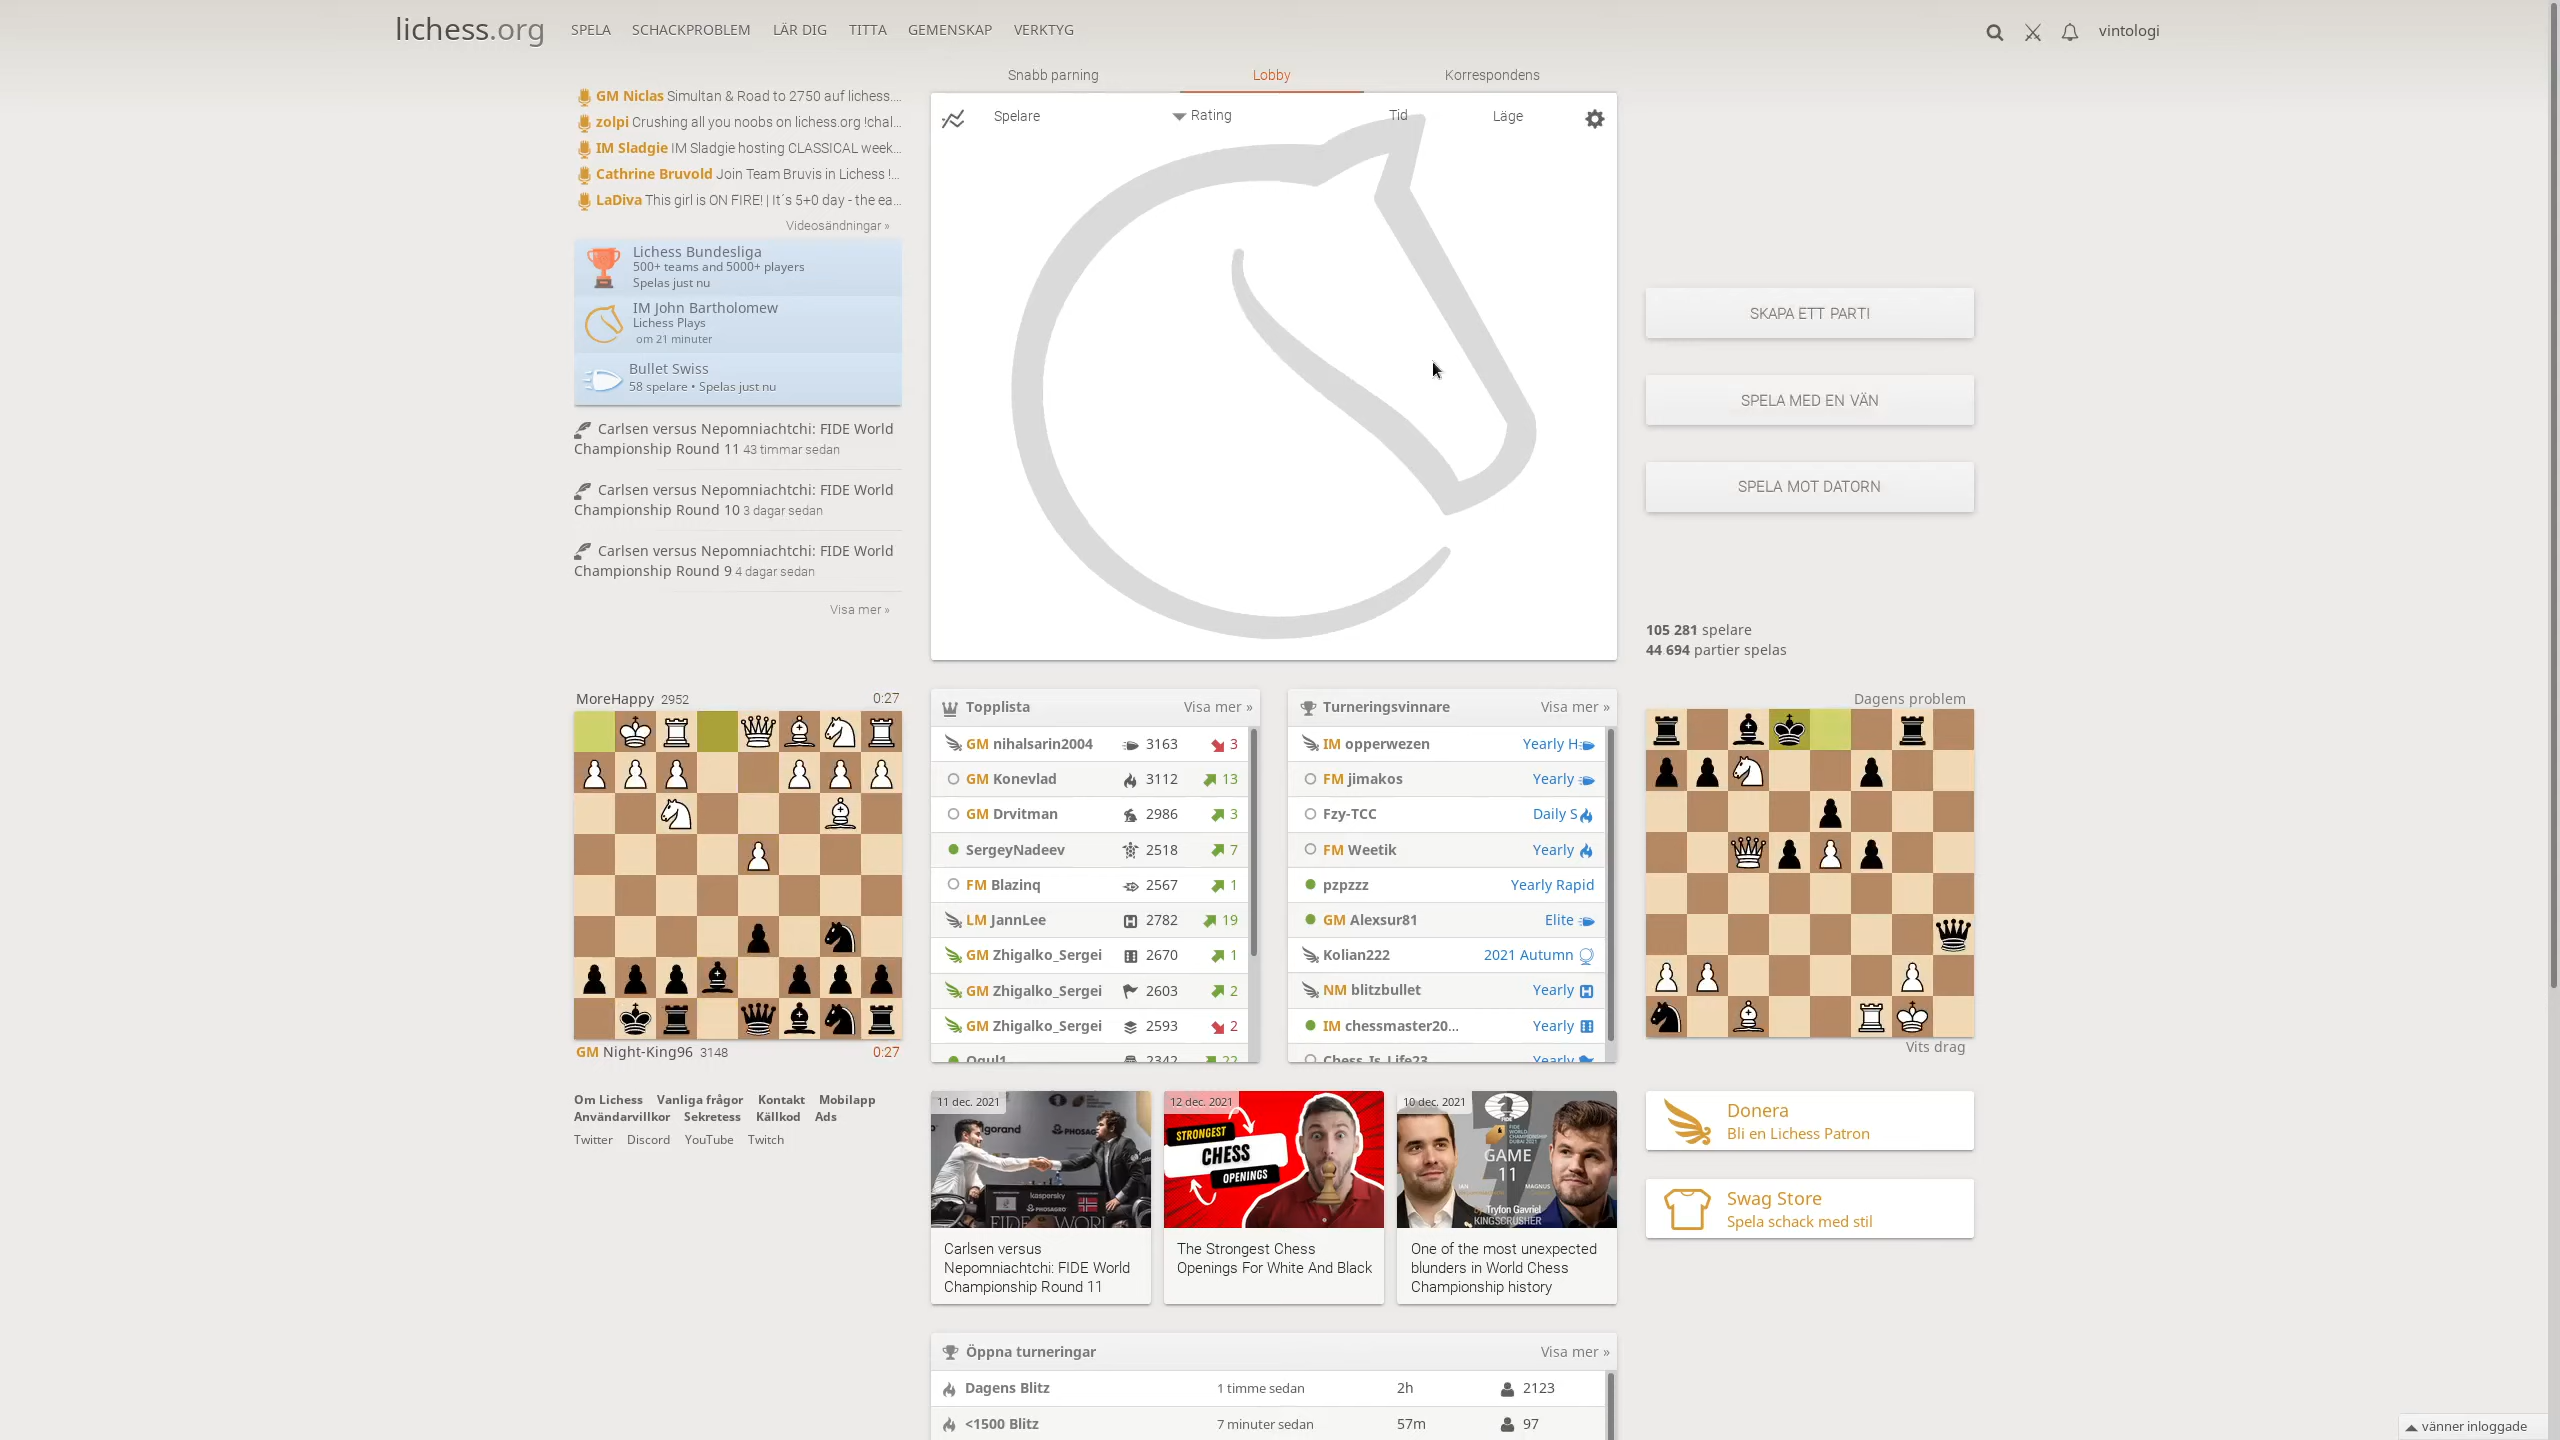 lichess.org SPELA SCHACKPROBLEM LÄR DIG TITTA GEMENSKAP VERKTYG vintologi
Snabb parning Lobby Korrespondens
GM Niclas Simultan & Road to 2750 auf lichess....
zolpi Crushing all you noobs on lichess.org !chal...
IM Sladgie IM Sladgie hosting CLASSICAL week...
Cathrine Bruvold Join Team Bruvis in Lichess !...
LaDiva This girl is ON FIRE! | It´s 5+0 day - the ea...
Videosändningar »
Lichess Bundesliga
500+ teams and 5000+ players
Spelas just nu
IM John Bartholomew
Lichess Plays
om 21 minuter
Bullet Swiss
58 spelare • Spelas just nu
Carlsen versus Nepomniachtchi: FIDE World
Championship Round 11 43 timmar sedan
Carlsen versus Nepomniachtchi: FIDE World
Championship Round 10 3 dagar sedan
Carlsen versus Nepomniachtchi: FIDE World
Championship Round 9 4 dagar sedan
Visa mer »
Spelare Rating Tid Läge
SKAPA ETT PARTI
SPELA MED EN VÄN
SPELA MOT DATORN
105 281 spelare
44 694 partier spelas
MoreHappy 2952 0:27
GM Night-King96 3148 0:27
Topplista Visa mer »
GM nihalsarin2004 3163 3
GM Konevlad 3112 13
GM Drvitman 2986 3
SergeyNadeev 2518 7
FM Blazinq 2567 1
LM JannLee 2782 19
GM Zhigalko_Sergei 2670 1
GM Zhigalko_Sergei 2603 2
GM Zhigalko_Sergei 2593 2
Ogul1 2342 22
Turneringsvinnare Visa mer »
IM opperwezen Yearly H
FM jimakos Yearly
Fzy-TCC Daily S
FM Weetik Yearly
pzpzzz Yearly Rapid
GM Alexsur81 Elite
Kolian222 2021 Autumn
NM blitzbullet Yearly
IM chessmaster20... Yearly
Chess_Is_Life23 Yearly
Dagens problem
Vits drag
Om Lichess Vanliga frågor Kontakt Mobilapp
Användarvillkor Sekretess Källkod Ads
Twitter Discord YouTube Twitch
11 dec. 2021
kaspersky
PHOSAGRO
Carlsen versus
Nepomniachtchi: FIDE World
Championship Round 11
12 dec. 2021
STRONGEST
CHESS
OPENINGS
The Strongest Chess
Openings For White And Black
10 dec. 2021
GAME
11
IAN MAGNUS
Tryfon Gavriel
KINGSCRUSHER
One of the most unexpected
blunders in World Chess
Championship history
Donera
Bli en Lichess Patron
Swag Store
Spela schack med stil
Öppna turneringar Visa mer »
Dagens Blitz 1 timme sedan 2h 2123
<1500 Blitz 7 minuter sedan 57m 97
vänner inloggade